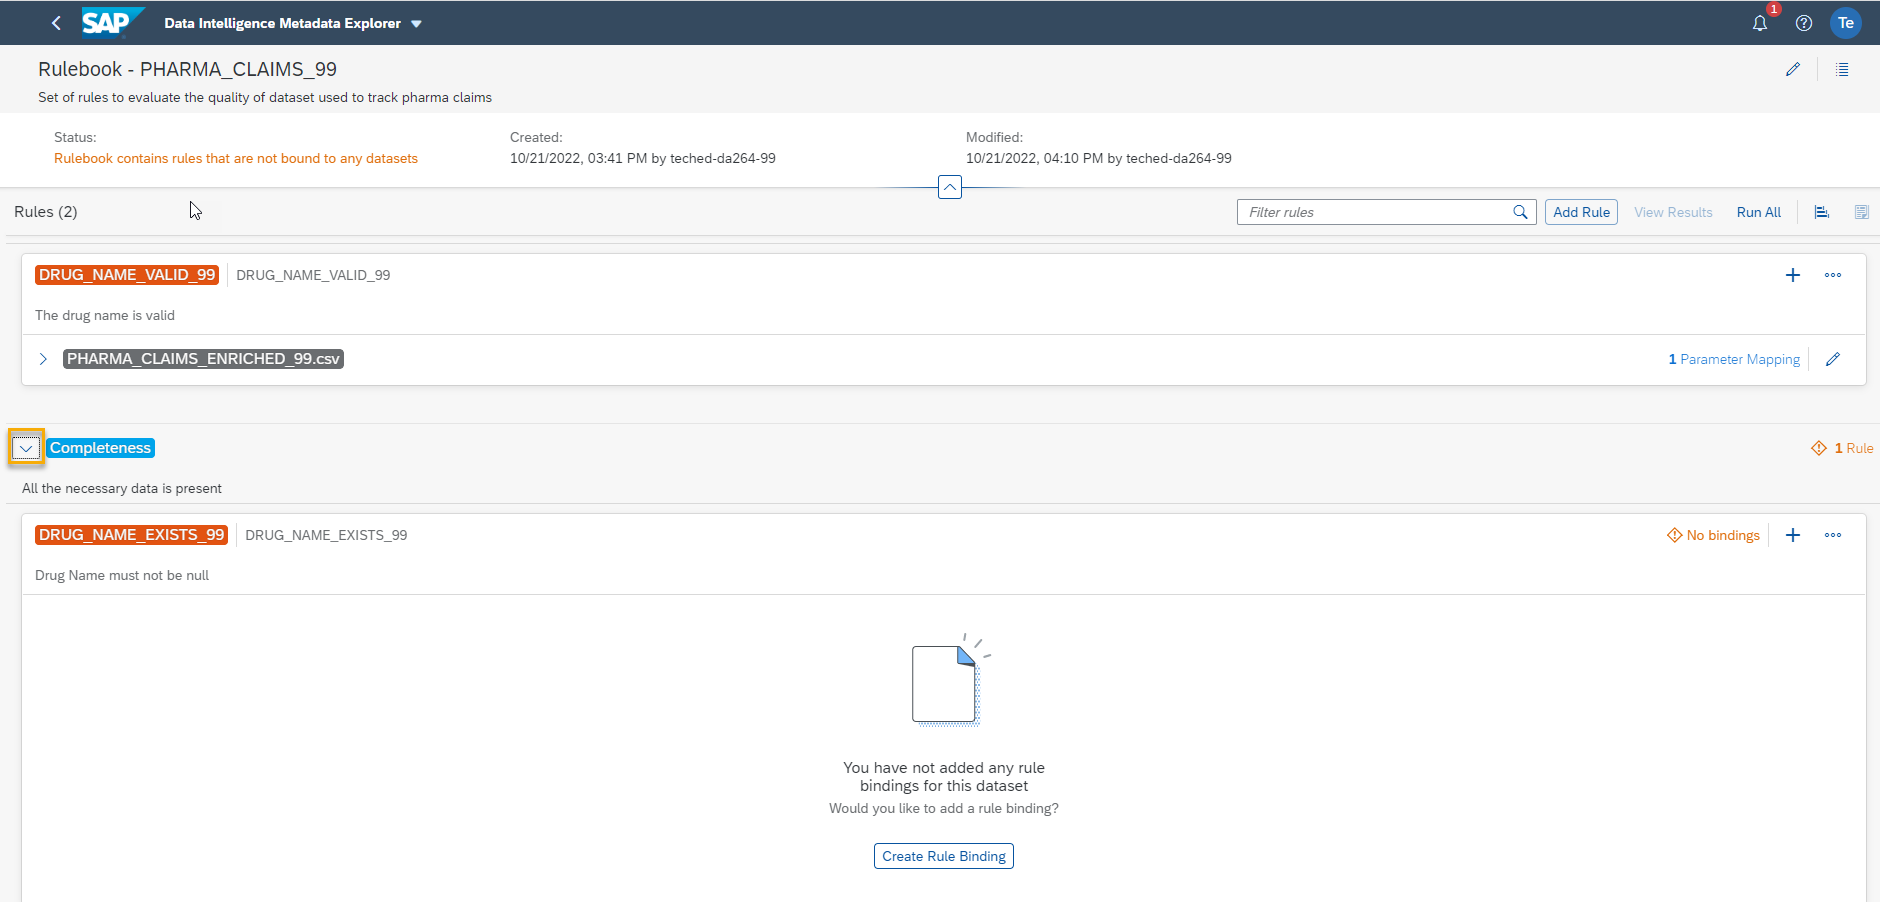 SAP Data Intelligence Metadata Explorer 1 Te
Rulebook - PHARMA_CLAIMS_99
Set of rules to evaluate the quality of dataset used to track pharma claims
Status: Created: Modified:
Rulebook contains rules that are not bound to any datasets 10/21/2022, 03:41 PM by teched-da264-99 10/21/2022, 04:10 PM by teched-da264-99
Rules (2) Filter rules Add Rule View Results Run All
DRUG_NAME_VALID_99 DRUG_NAME_VALID_99
The drug name is valid
PHARMA_CLAIMS_ENRICHED_99.csv 1 Parameter Mapping
Completeness 1 Rule
All the necessary data is present
DRUG_NAME_EXISTS_99 DRUG_NAME_EXISTS_99 No bindings
Drug Name must not be null
You have not added any rule
bindings for this dataset
Would you like to add a rule binding?
Create Rule Binding